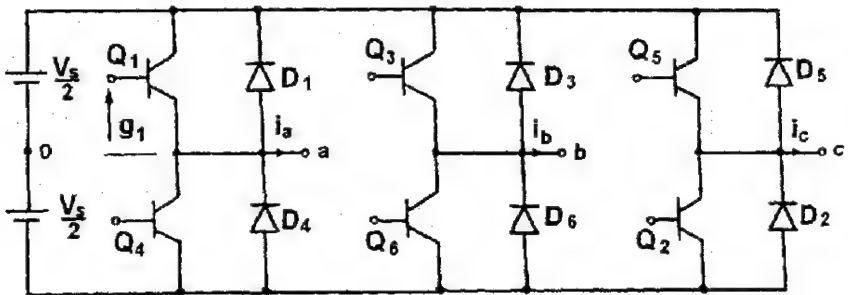 Q1 Q3 Q5
Vs/2 D1 D3 D5
g1 ia ib ic
0 a b c
Vs/2 D4 D6 D2
Q4 Q6 Q2